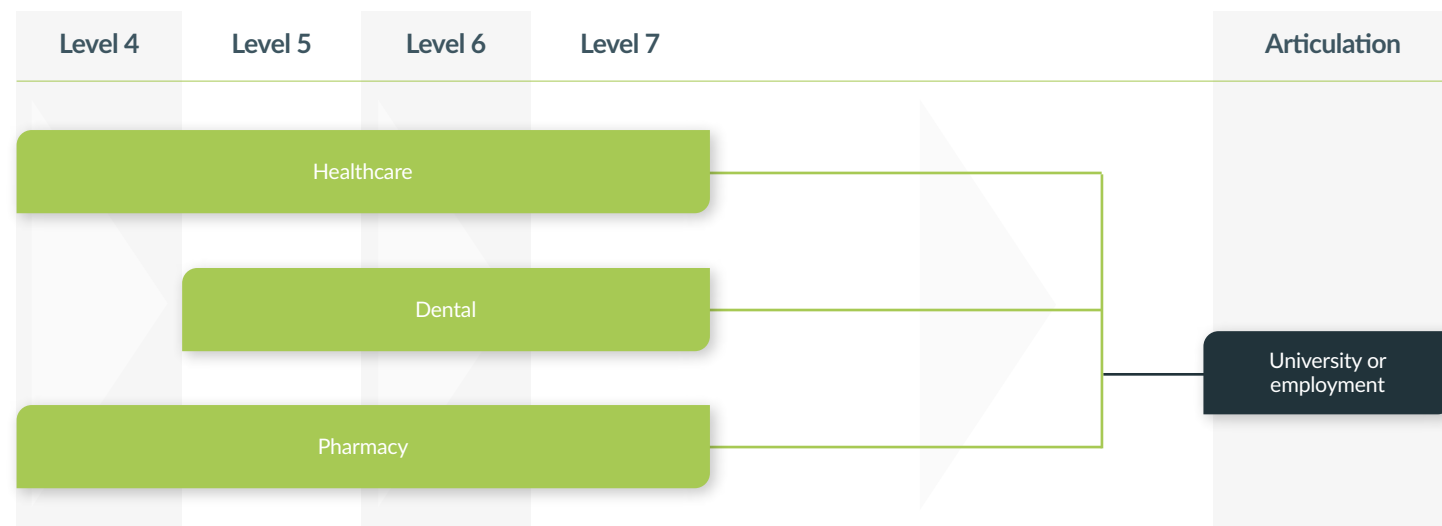 Level 4 Level 5 Level 6 Level 7 Articulation
Healthcare
Dental
University or
employment
Pharmacy